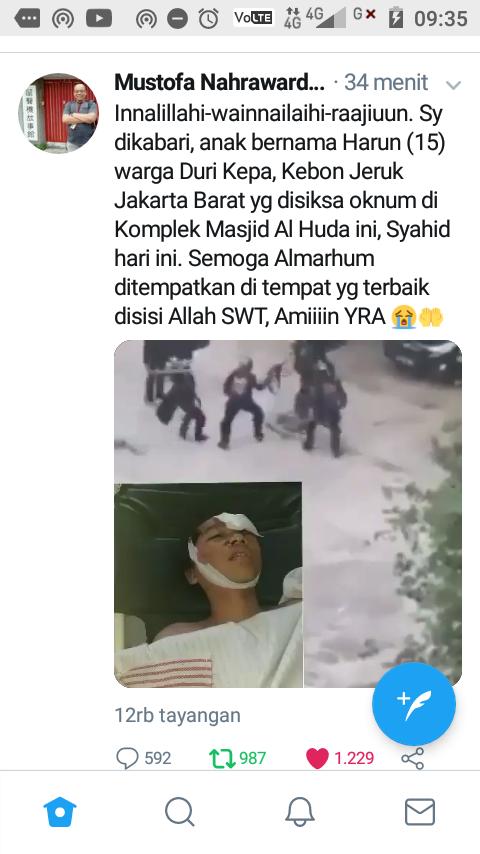 VoLTE 4G 4G G 09:35
Mustofa Nahraward... · 34 menit
Innalillahi-wainnailaihi-raajiuun. Sy
dikabari, anak bernama Harun (15)
warga Duri Kepa, Kebon Jeruk
Jakarta Barat yg disiksa oknum di
Komplek Masjid Al Huda ini, Syahid
hari ini. Semoga Almarhum
ditempatkan di tempat yg terbaik
disisi Allah SWT, Amiiiin YRA 😭🤲
12rb tayangan
592 987 1.229